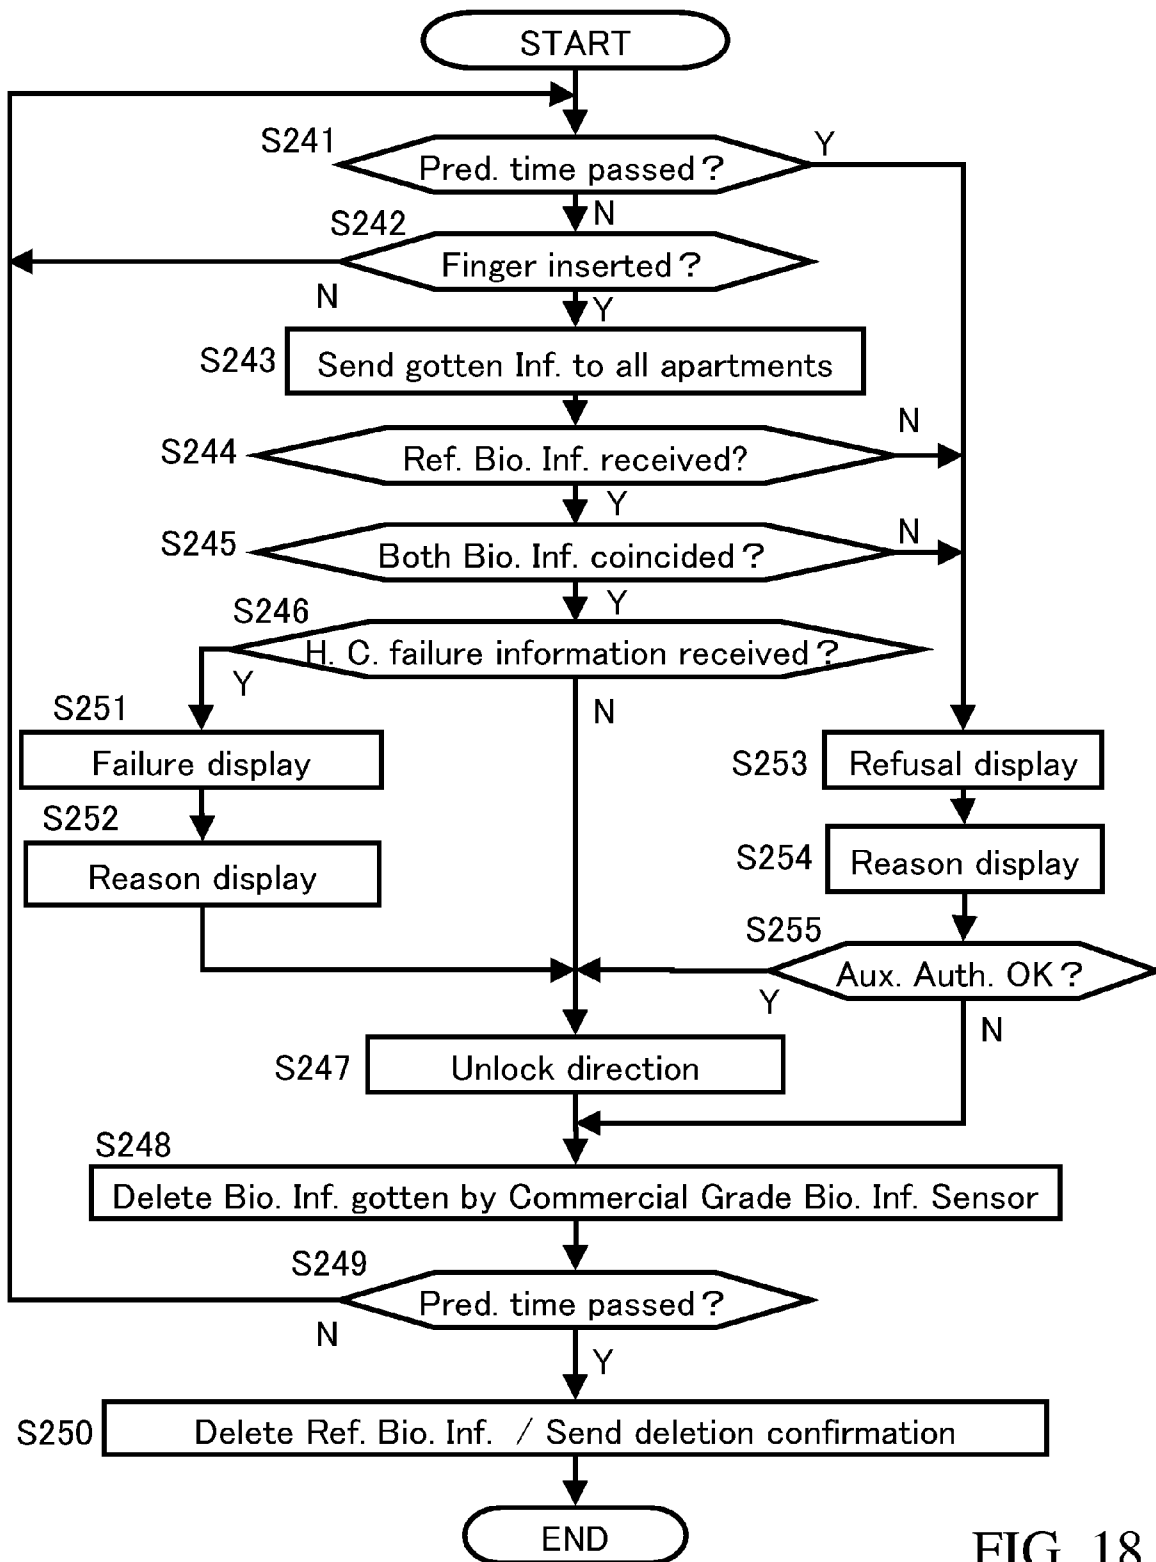 START
S241
Pred. time passed?
Y
N
S242
Finger inserted?
N
Y
S243
Send gotten Inf. to all apartments
S244
Ref. Bio. Inf. received?
N
Y
S245
Both Bio. Inf. coincided?
N
Y
S246
H. C. failure information received?
Y
N
S251
Failure display
S252
Reason display
S253
Refusal display
S254
Reason display
S255
Aux. Auth. OK?
Y
N
S247
Unlock direction
S248
Delete Bio. Inf. gotten by Commercial Grade Bio. Inf. Sensor
S249
Pred. time passed?
N
Y
S250
Delete Ref. Bio. Inf. / Send deletion confirmation
END
FIG. 18